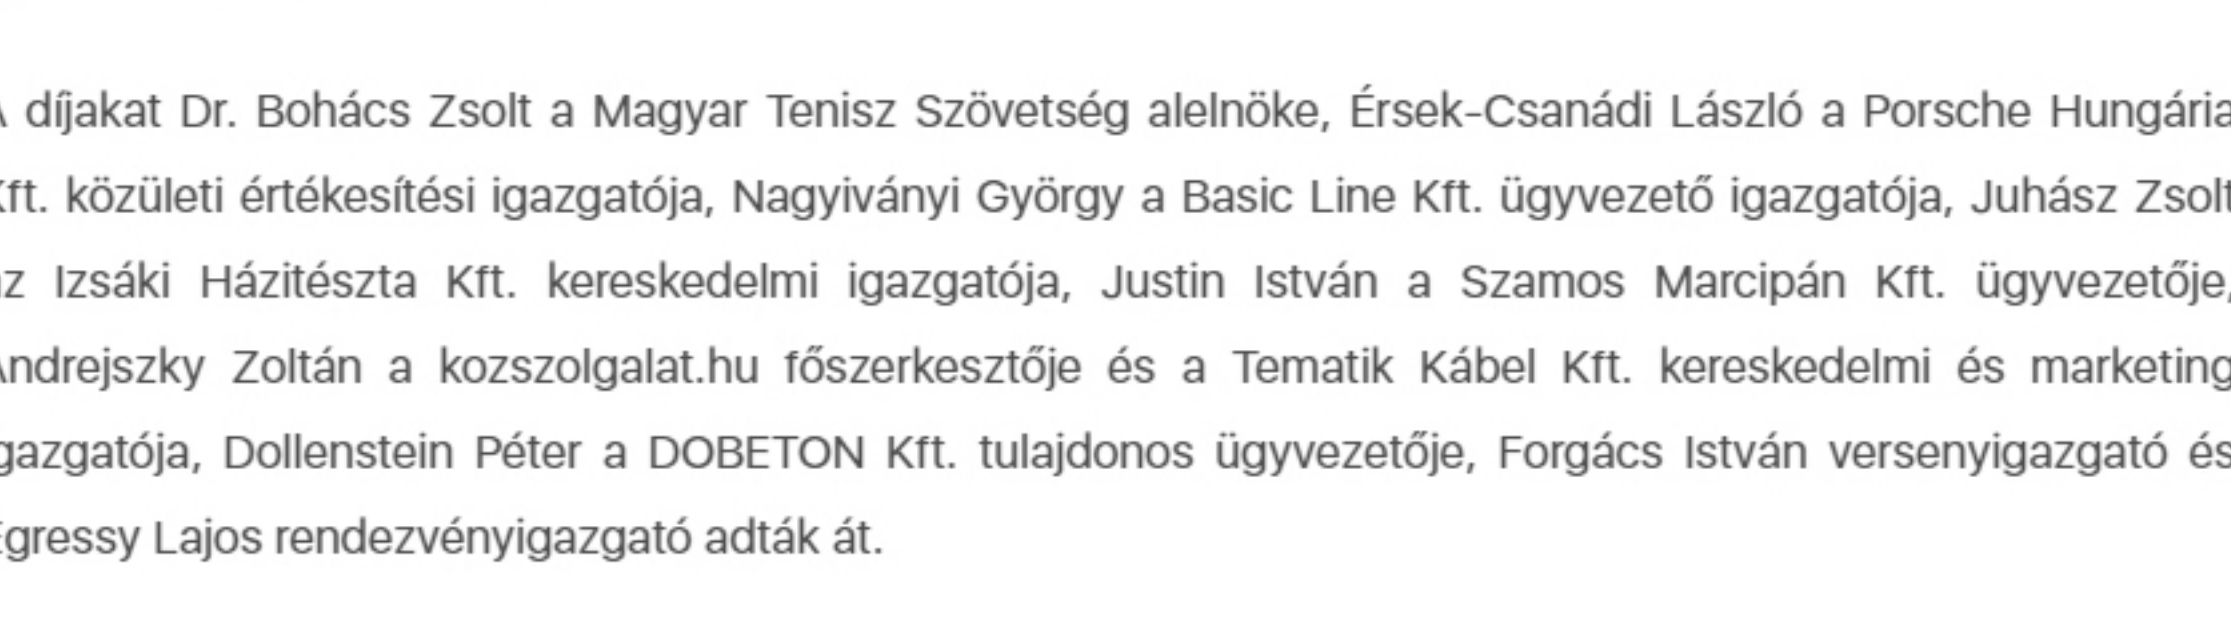 A díjakat Dr. Bohács Zsolt a Magyar Tenisz Szövetség alelnöke, Érsek-Csanádi László a Porsche Hungária
Kft. közületi értékesítési igazgatója, Nagyiványi György a Basic Line Kft. ügyvezető igazgatója, Juhász Zsolt
az Izsáki Házitészta Kft. kereskedelmi igazgatója, Justin István a Szamos Marcipán Kft. ügyvezetője,
Andrejszky Zoltán a kozszolgalat.hu főszerkesztője és a Tematik Kábel Kft. kereskedelmi és marketing
igazgatója, Dollenstein Péter a DOBETON Kft. tulajdonos ügyvezetője, Forgács István versenyigazgató és
Egressy Lajos rendezvényigazgató adták át.